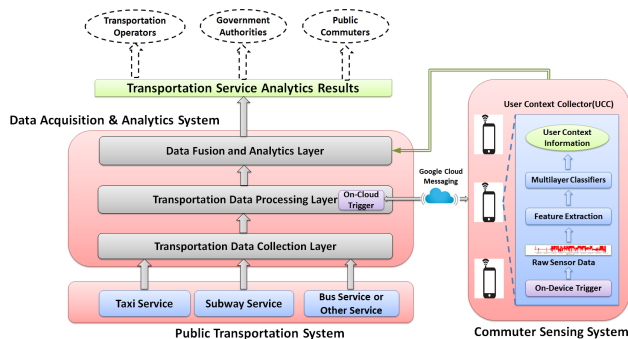 Transportation
Operators
Government
Authorities
Public
Commuters
Transportation Service Analytics Results
Data Acquisition & Analytics System
Data Fusion and Analytics Layer
Transportation Data Processing Layer
On-Cloud
Trigger
Transportation Data Collection Layer
Taxi Service
Subway Service
Bus Service or
Other Service
Public Transportation System
Google Cloud
Messaging
User Context Collector(UCC)
User Context
Information
Multilayer Classifiers
Feature Extraction
Raw Sensor Data
On-Device Trigger
Commuter Sensing System